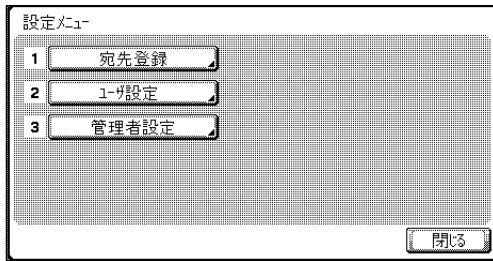 設定メニュー
1 宛先登録
2 ユーザ設定
3 管理者設定
閉じる